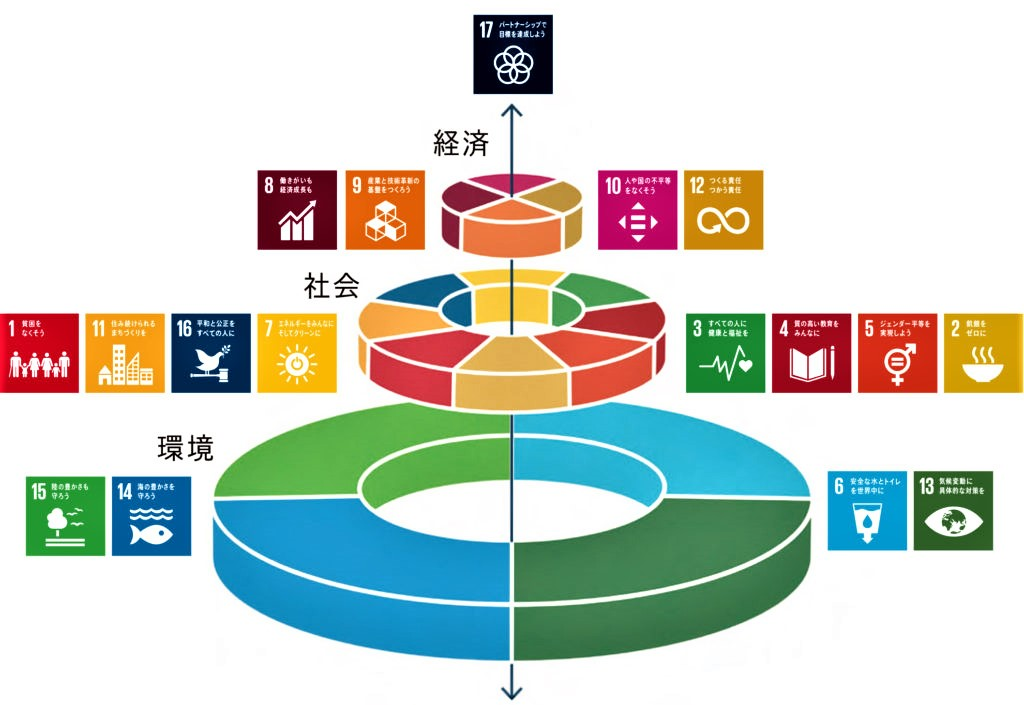 17 パートナーシップで
目標を達成しよう
経済
8 働きがいも
経済成長も
9 産業と技術革新の
基盤をつくろう
10 人や国の不平等
をなくそう
12 つくる責任
つかう責任
社会
1 貧困を
なくそう
11 住み続けられる
まちづくりを
16 平和と公正を
すべての人に
7 エネルギーをみんなに
そしてクリーンに
3 すべての人に
健康と福祉を
4 質の高い教育を
みんなに
5 ジェンダー平等を
実現しよう
2 飢餓を
ゼロに
環境
15 陸の豊かさも
守ろう
14 海の豊かさを
守ろう
6 安全な水とトイレ
を世界中に
13 気候変動に
具体的な対策を